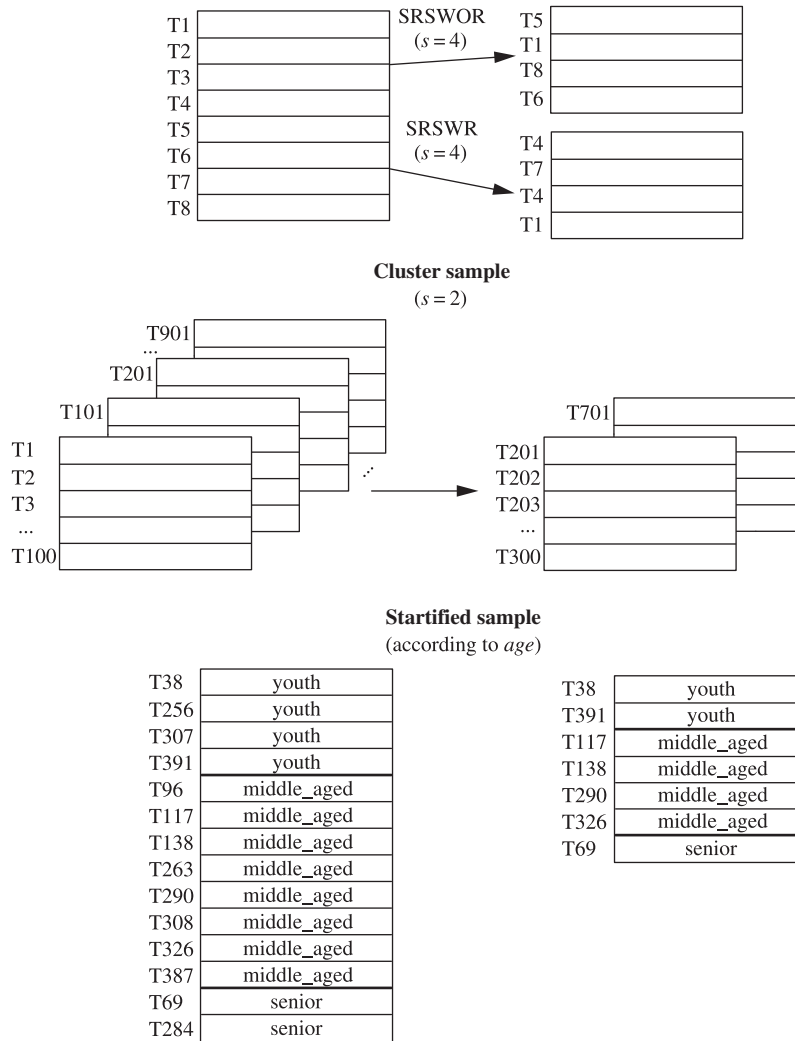 T1
T2
T3
T4
T5
T6
T7
T8
SRSWOR
(s = 4)
SRSWR
(s = 4)
T5
T1
T8
T6
T4
T7
T4
T1
Cluster sample
(s = 2)
T901
...
T201
T101
T1
T2
T3
...
T100
...
T701
T201
T202
T203
...
T300
Startified sample
(according to age)
T38 youth
T256 youth
T307 youth
T391 youth
T96 middle_aged
T117 middle_aged
T138 middle_aged
T263 middle_aged
T290 middle_aged
T308 middle_aged
T326 middle_aged
T387 middle_aged
T69 senior
T284 senior
T38 youth
T391 youth
T117 middle_aged
T138 middle_aged
T290 middle_aged
T326 middle_aged
T69 senior